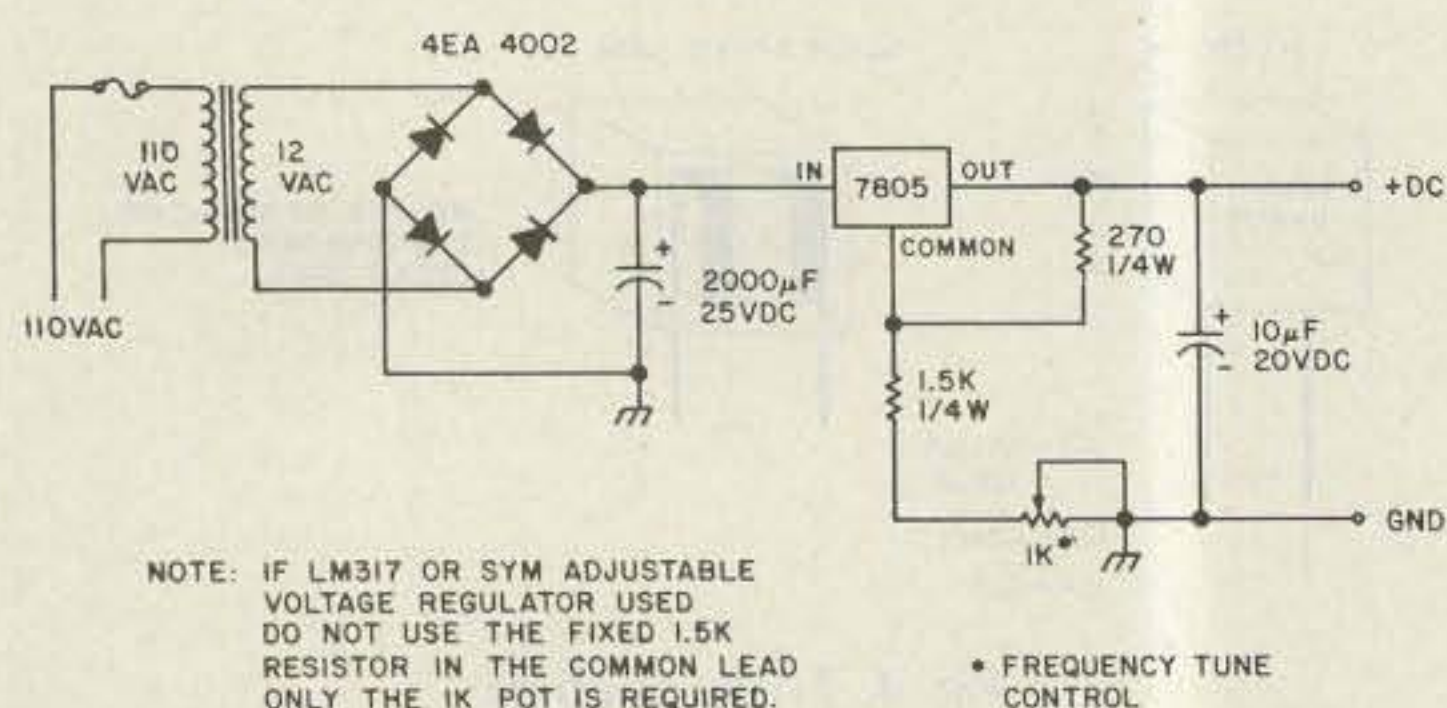 4EA 4002
110
VAC
12
VAC
110VAC
IN
7805
OUT
COMMON
+DC
270
1/4W
+
2000µF
25VDC
-
+
10µF
20VDC
-
1.5K
1/4W
1K•
GND
NOTE: IF LM317 OR SYM ADJUSTABLE
VOLTAGE REGULATOR USED
DO NOT USE THE FIXED 1.5K
RESISTOR IN THE COMMON LEAD
ONLY THE 1K POT IS REQUIRED.
• FREQUENCY TUNE
CONTROL